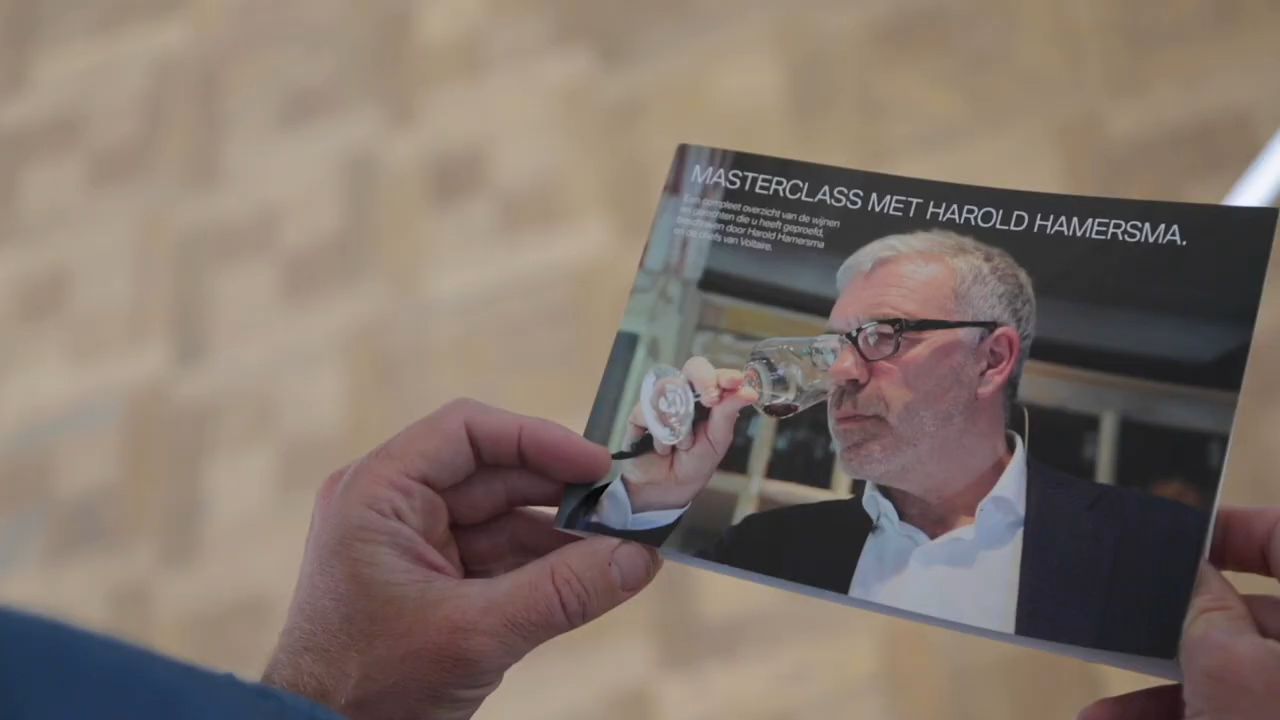 MASTERCLASS MET HAROLD HAMERSMA.
Een compleet overzicht van de wijnen
en gerechten die u heeft geproefd,
beschreven door Harold Hamersma
en de chefs van Voltaire.